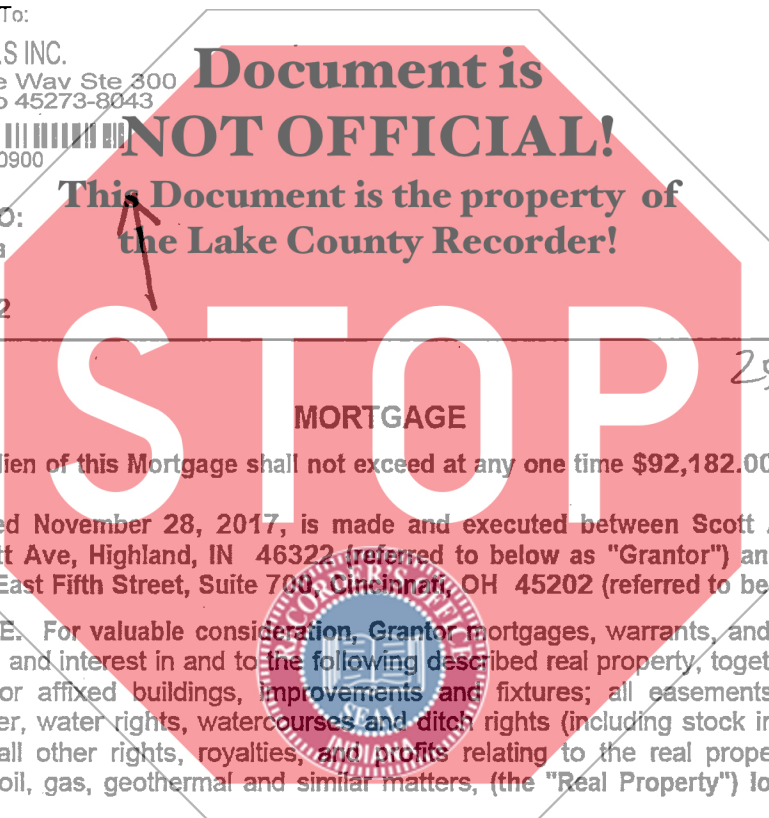 To:
S INC.
e Way Ste 300
45273-8043
0900
Document is
NOT OFFICIAL!
This Document is the property of
the Lake County Recorder!
O:
2
STOP
MORTGAGE
lien of this Mortgage shall not exceed at any one time $92,182.00
ed November 28, 2017, is made and executed between Scott
tt Ave, Highland, IN 46322 (referred to below as "Grantor") an
East Fifth Street, Suite 700, Cincinnati, OH 45202 (referred to be
E. For valuable consideration, Grantor mortgages, warrants, and
and interest in and to the following described real property, toget
or affixed buildings, improvements and fixtures; all easements
er, water rights, watercourses and ditch rights (including stock in
all other rights, royalties, and profits relating to the real prope
oil, gas, geothermal and similar matters, (the "Real Property") lo
RECORDER'S OFFICE
SEAL